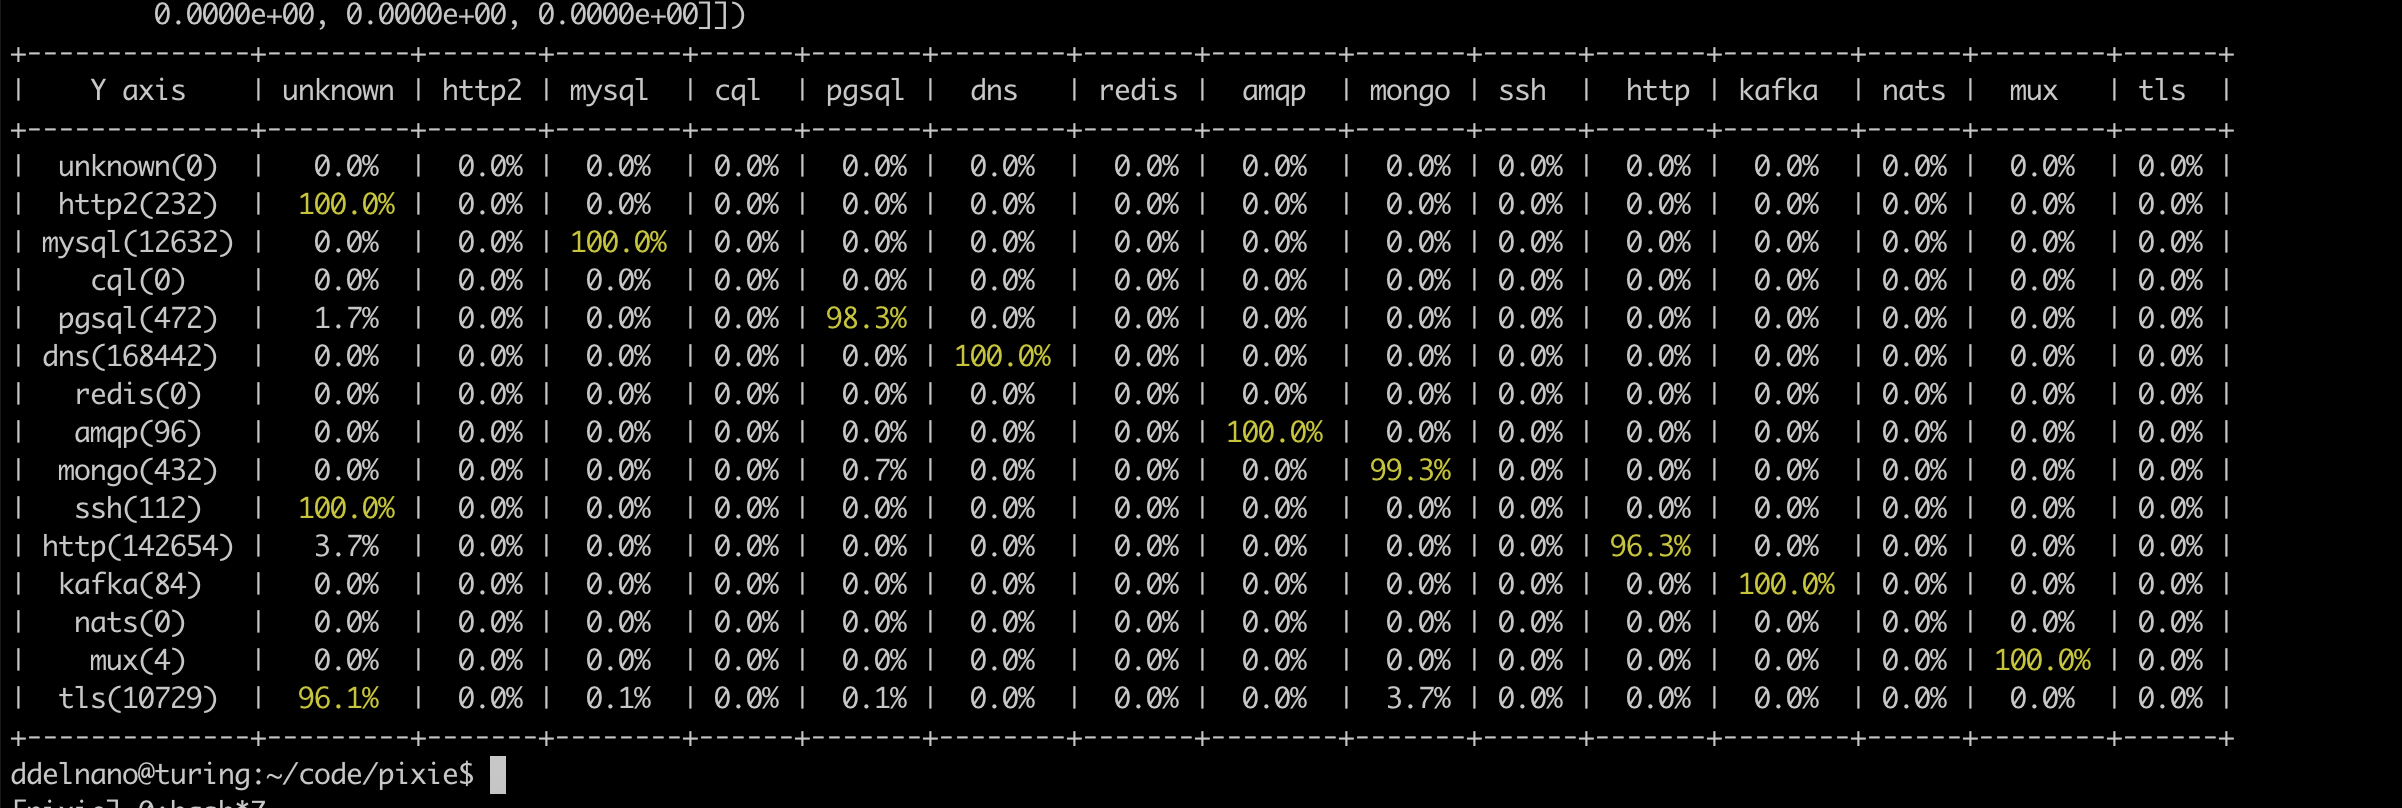 0.0000e+00, 0.0000e+00, 0.0000e+00]])
+--------------+---------+-------+--------+------+-------+--------+-------+--------+-------+------+-------+--------+------+--------+------+
| Y axis | unknown | http2 | mysql | cql | pgsql | dns | redis | amqp | mongo | ssh | http | kafka | nats | mux | tls |
+--------------+---------+-------+--------+------+-------+--------+-------+--------+-------+------+-------+--------+------+--------+------+
| unknown(0) | 0.0% | 0.0% | 0.0% | 0.0% | 0.0% | 0.0% | 0.0% | 0.0% | 0.0% | 0.0% | 0.0% | 0.0% | 0.0% | 0.0% | 0.0% |
| http2(232) | 100.0% | 0.0% | 0.0% | 0.0% | 0.0% | 0.0% | 0.0% | 0.0% | 0.0% | 0.0% | 0.0% | 0.0% | 0.0% | 0.0% | 0.0% |
| mysql(12632) | 0.0% | 0.0% | 100.0% | 0.0% | 0.0% | 0.0% | 0.0% | 0.0% | 0.0% | 0.0% | 0.0% | 0.0% | 0.0% | 0.0% | 0.0% |
| cql(0) | 0.0% | 0.0% | 0.0% | 0.0% | 0.0% | 0.0% | 0.0% | 0.0% | 0.0% | 0.0% | 0.0% | 0.0% | 0.0% | 0.0% | 0.0% |
| pgsql(472) | 1.7% | 0.0% | 0.0% | 0.0% | 98.3% | 0.0% | 0.0% | 0.0% | 0.0% | 0.0% | 0.0% | 0.0% | 0.0% | 0.0% | 0.0% |
| dns(168442) | 0.0% | 0.0% | 0.0% | 0.0% | 0.0% | 100.0% | 0.0% | 0.0% | 0.0% | 0.0% | 0.0% | 0.0% | 0.0% | 0.0% | 0.0% |
| redis(0) | 0.0% | 0.0% | 0.0% | 0.0% | 0.0% | 0.0% | 0.0% | 0.0% | 0.0% | 0.0% | 0.0% | 0.0% | 0.0% | 0.0% | 0.0% |
| amqp(96) | 0.0% | 0.0% | 0.0% | 0.0% | 0.0% | 0.0% | 0.0% | 100.0% | 0.0% | 0.0% | 0.0% | 0.0% | 0.0% | 0.0% | 0.0% |
| mongo(432) | 0.0% | 0.0% | 0.0% | 0.0% | 0.7% | 0.0% | 0.0% | 0.0% | 99.3% | 0.0% | 0.0% | 0.0% | 0.0% | 0.0% | 0.0% |
| ssh(112) | 100.0% | 0.0% | 0.0% | 0.0% | 0.0% | 0.0% | 0.0% | 0.0% | 0.0% | 0.0% | 0.0% | 0.0% | 0.0% | 0.0% | 0.0% |
| http(142654) | 3.7% | 0.0% | 0.0% | 0.0% | 0.0% | 0.0% | 0.0% | 0.0% | 0.0% | 0.0% | 96.3% | 0.0% | 0.0% | 0.0% | 0.0% |
| kafka(84) | 0.0% | 0.0% | 0.0% | 0.0% | 0.0% | 0.0% | 0.0% | 0.0% | 0.0% | 0.0% | 0.0% | 100.0% | 0.0% | 0.0% | 0.0% |
| nats(0) | 0.0% | 0.0% | 0.0% | 0.0% | 0.0% | 0.0% | 0.0% | 0.0% | 0.0% | 0.0% | 0.0% | 0.0% | 0.0% | 0.0% | 0.0% |
| mux(4) | 0.0% | 0.0% | 0.0% | 0.0% | 0.0% | 0.0% | 0.0% | 0.0% | 0.0% | 0.0% | 0.0% | 0.0% | 0.0% | 100.0% | 0.0% |
| tls(10729) | 96.1% | 0.0% | 0.1% | 0.0% | 0.1% | 0.0% | 0.0% | 0.0% | 3.7% | 0.0% | 0.0% | 0.0% | 0.0% | 0.0% | 0.0% |
+--------------+---------+-------+--------+------+-------+--------+-------+--------+-------+------+-------+--------+------+--------+------+
ddelnano@turing:~/code/pixie$